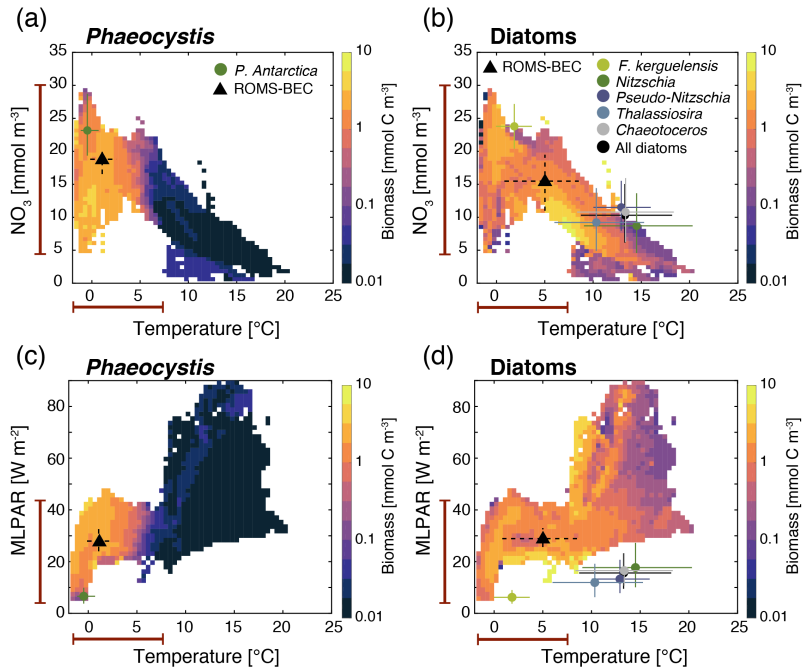 (a)
Phaeocystis
35
30
25
20
15
10
5
0
NO3 [mmol m-3]
0 5 10 15 20 25
Temperature [°C]
P. Antarctica
ROMS-BEC
10
1
0.1
0.01
Biomass [mmol C m-3]
(b)
Diatoms
35
30
25
20
15
10
5
0
NO3 [mmol m-3]
0 5 10 15 20 25
Temperature [°C]
ROMS-BEC
F. kerguelensis
Nitzschia
Pseudo-Nitzschia
Thalassiosira
Chaeotoceros
All diatoms
10
1
0.1
0.01
Biomass [mmol C m-3]
(c)
Phaeocystis
80
60
40
20
0
MLPAR [W m-2]
0 5 10 15 20 25
Temperature [°C]
10
1
0.1
0.01
Biomass [mmol C m-3]
(d)
Diatoms
80
60
40
20
0
MLPAR [W m-2]
0 5 10 15 20 25
Temperature [°C]
10
1
0.1
0.01
Biomass [mmol C m-3]